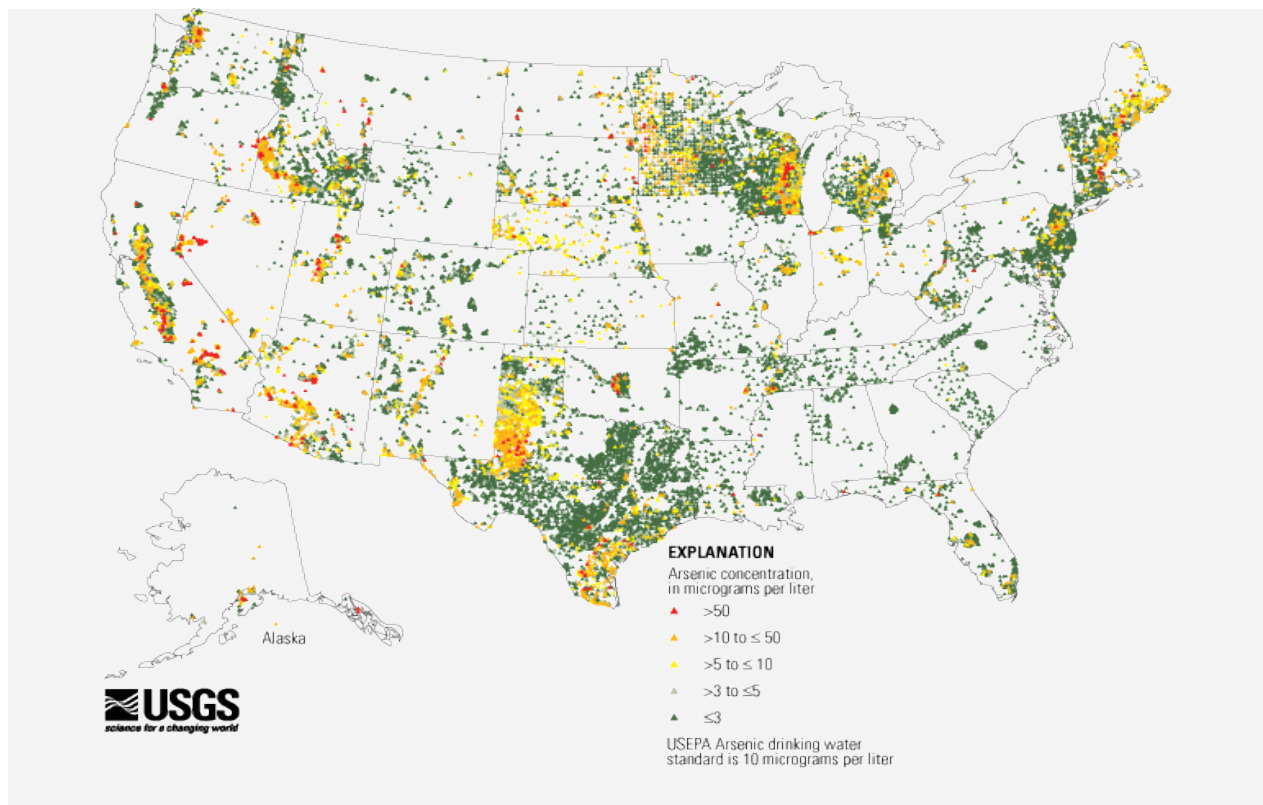 EXPLANATION
Arsenic concentration,
in micrograms per liter
>50
>10 to ≤ 50
>5 to ≤ 10
>3 to ≤5
≤3
USEPA Arsenic drinking water
standard is 10 micrograms per liter
Alaska
USGS
science for a changing world